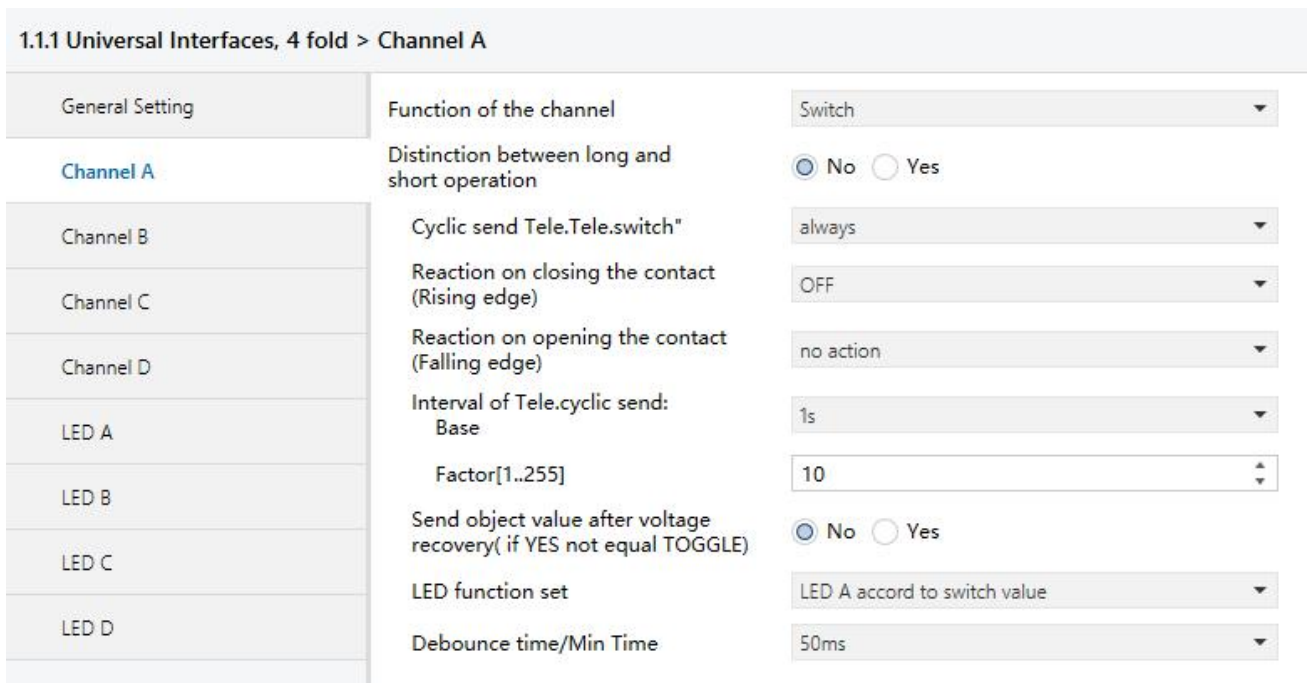 1.1.1 Universal Interfaces, 4 fold > Channel A
General Setting
Channel A
Channel B
Channel C
Channel D
LED A
LED B
LED C
LED D
Function of the channel
Switch
Distinction between long and
short operation
No Yes
Cyclic send Tele.Tele.switch"
always
Reaction on closing the contact
(Rising edge)
OFF
Reaction on opening the contact
(Falling edge)
no action
Interval of Tele.cyclic send:
Base
1s
Factor[1..255]
10
Send object value after voltage
recovery( if YES not equal TOGGLE)
No Yes
LED function set
LED A accord to switch value
Debounce time/Min Time
50ms